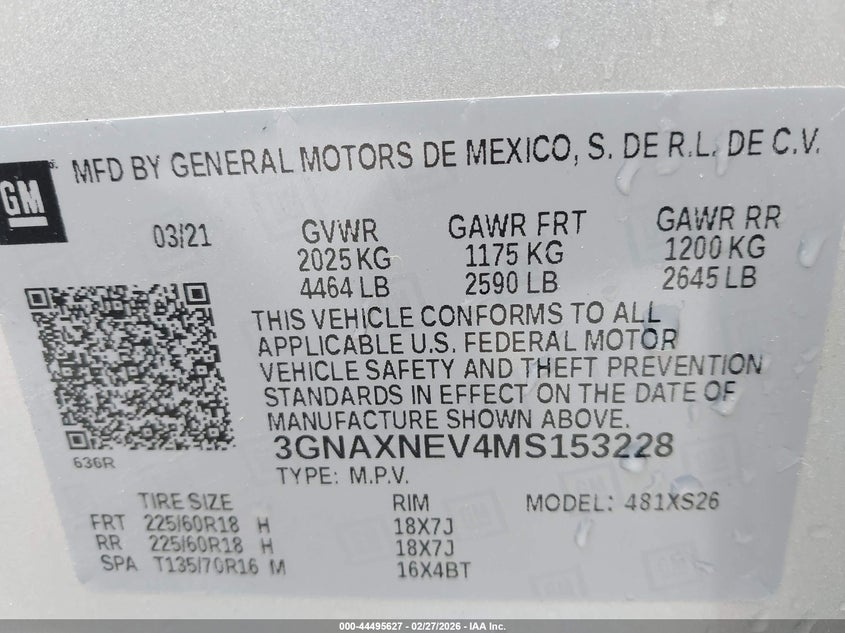 MFD BY GENERAL MOTORS DE MEXICO, S. DE R.L. DE C.V.
GM
03/21 GVWR GAWR FRT GAWR RR
2025 KG 1175 KG 1200 KG
4464 LB 2590 LB 2645 LB
THIS VEHICLE CONFORMS TO ALL
APPLICABLE U.S. FEDERAL MOTOR
VEHICLE SAFETY AND THEFT PREVENTION
STANDARDS IN EFFECT ON THE DATE OF
MANUFACTURE SHOWN ABOVE.
3GNAXNEV4MS153228
636R
TYPE: M.P.V.
TIRE SIZE RIM MODEL: 481XS26
FRT 225/60R18 H 18X7J
RR 225/60R18 H 18X7J
SPA T135/70R16 M 16X4BT
000-44495627 - 02/27/2026 - IAA Inc.